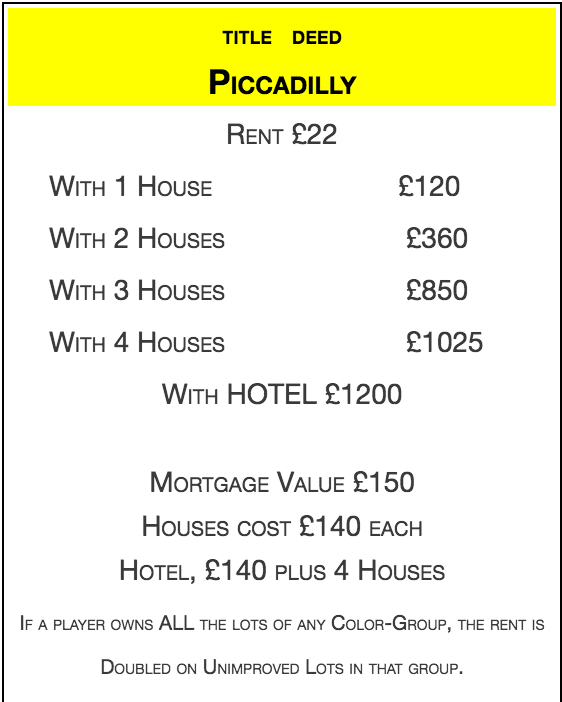 TITLE DEED
PICCADILLY
RENT £22
WITH 1 HOUSE £120
WITH 2 HOUSES £360
WITH 3 HOUSES £850
WITH 4 HOUSES £1025
WITH HOTEL £1200
MORTGAGE VALUE £150
HOUSES COST £140 EACH
HOTEL, £140 PLUS 4 HOUSES
IF A PLAYER OWNS ALL THE LOTS OF ANY COLOR-GROUP, THE RENT IS
DOUBLED ON UNIMPROVED LOTS IN THAT GROUP.